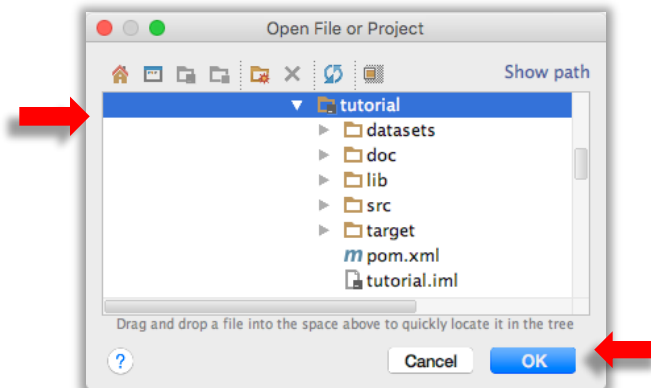 Open File or Project
Show path
tutorial
datasets
doc
lib
src
target
m pom.xml
tutorial.iml
Drag and drop a file into the space above to quickly locate it in the tree
? Cancel OK